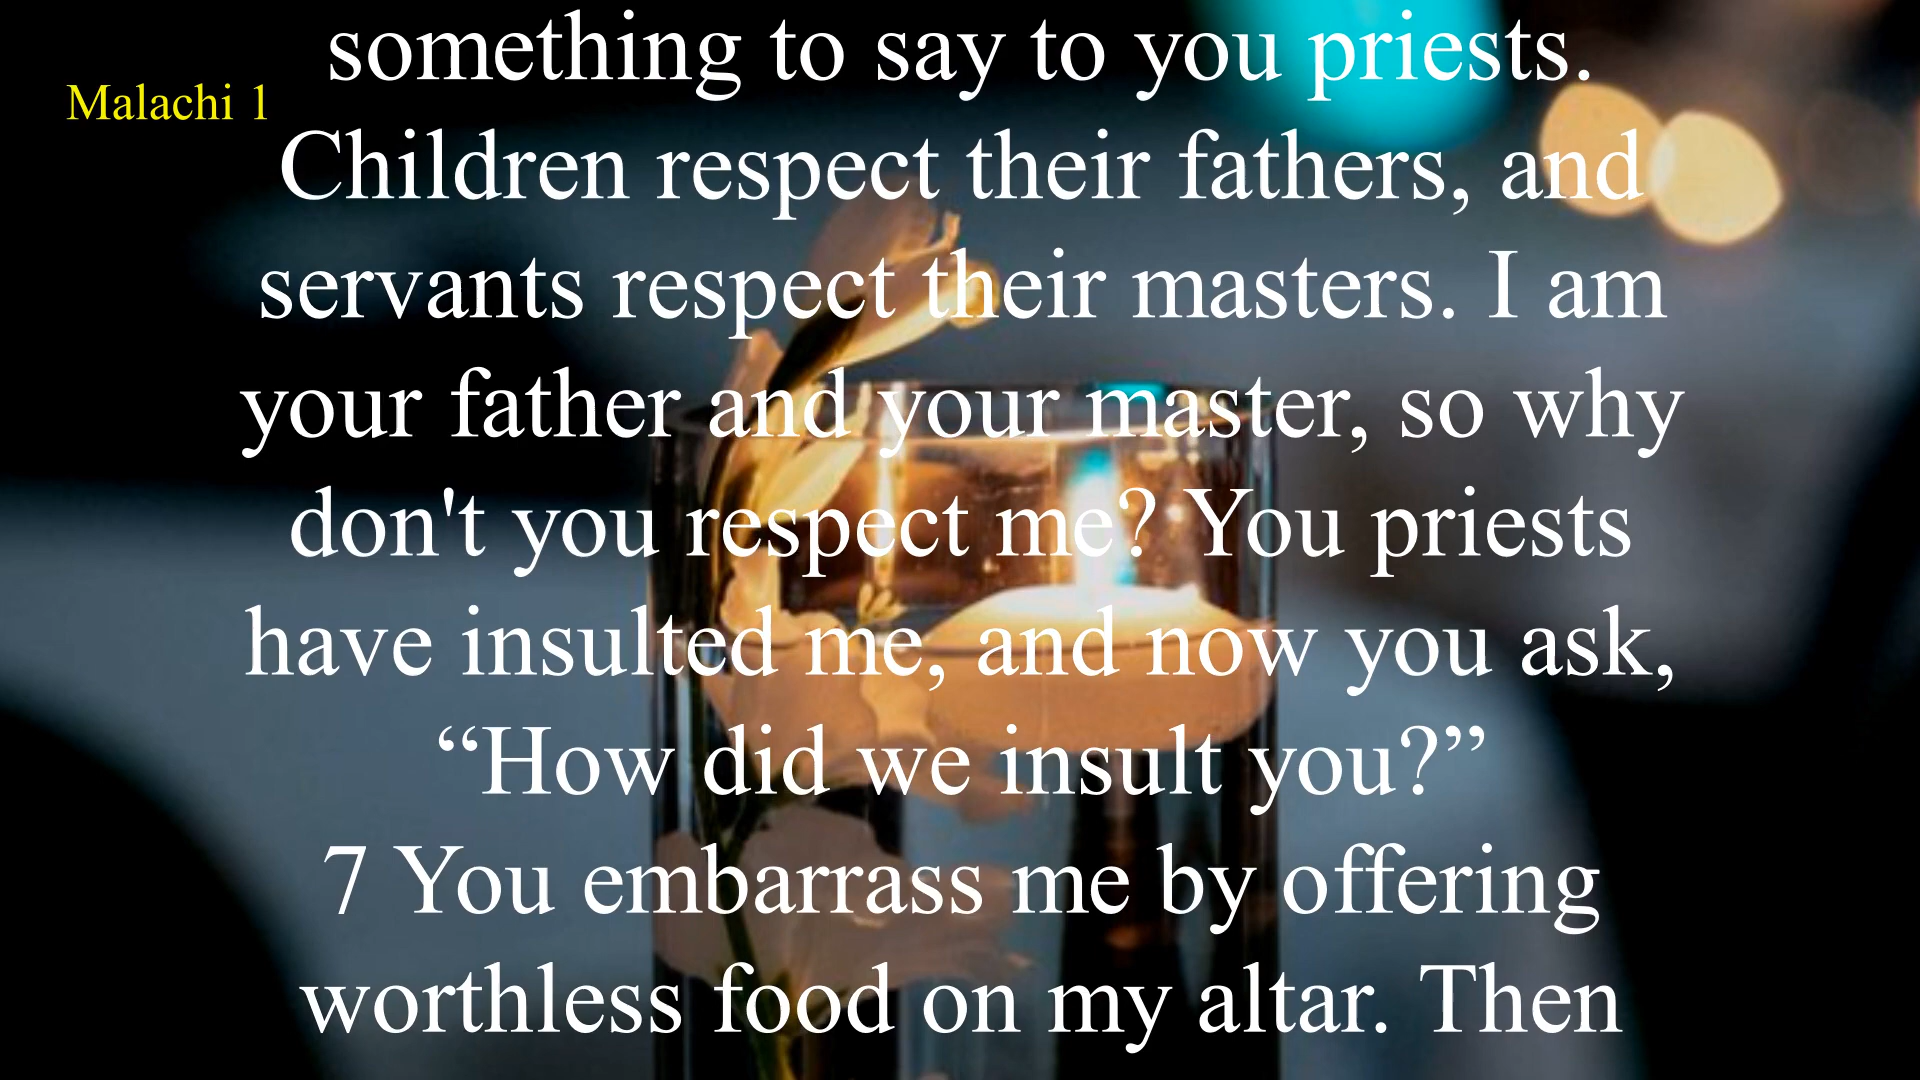 something to say to you priests.
Malachi 1
Children respect their fathers, and
servants respect their masters. I am
your father and your master, so why
don't you respect me? You priests
have insulted me, and now you ask,
“How did we insult you?”
7 You embarrass me by offering
worthless food on my altar. Then